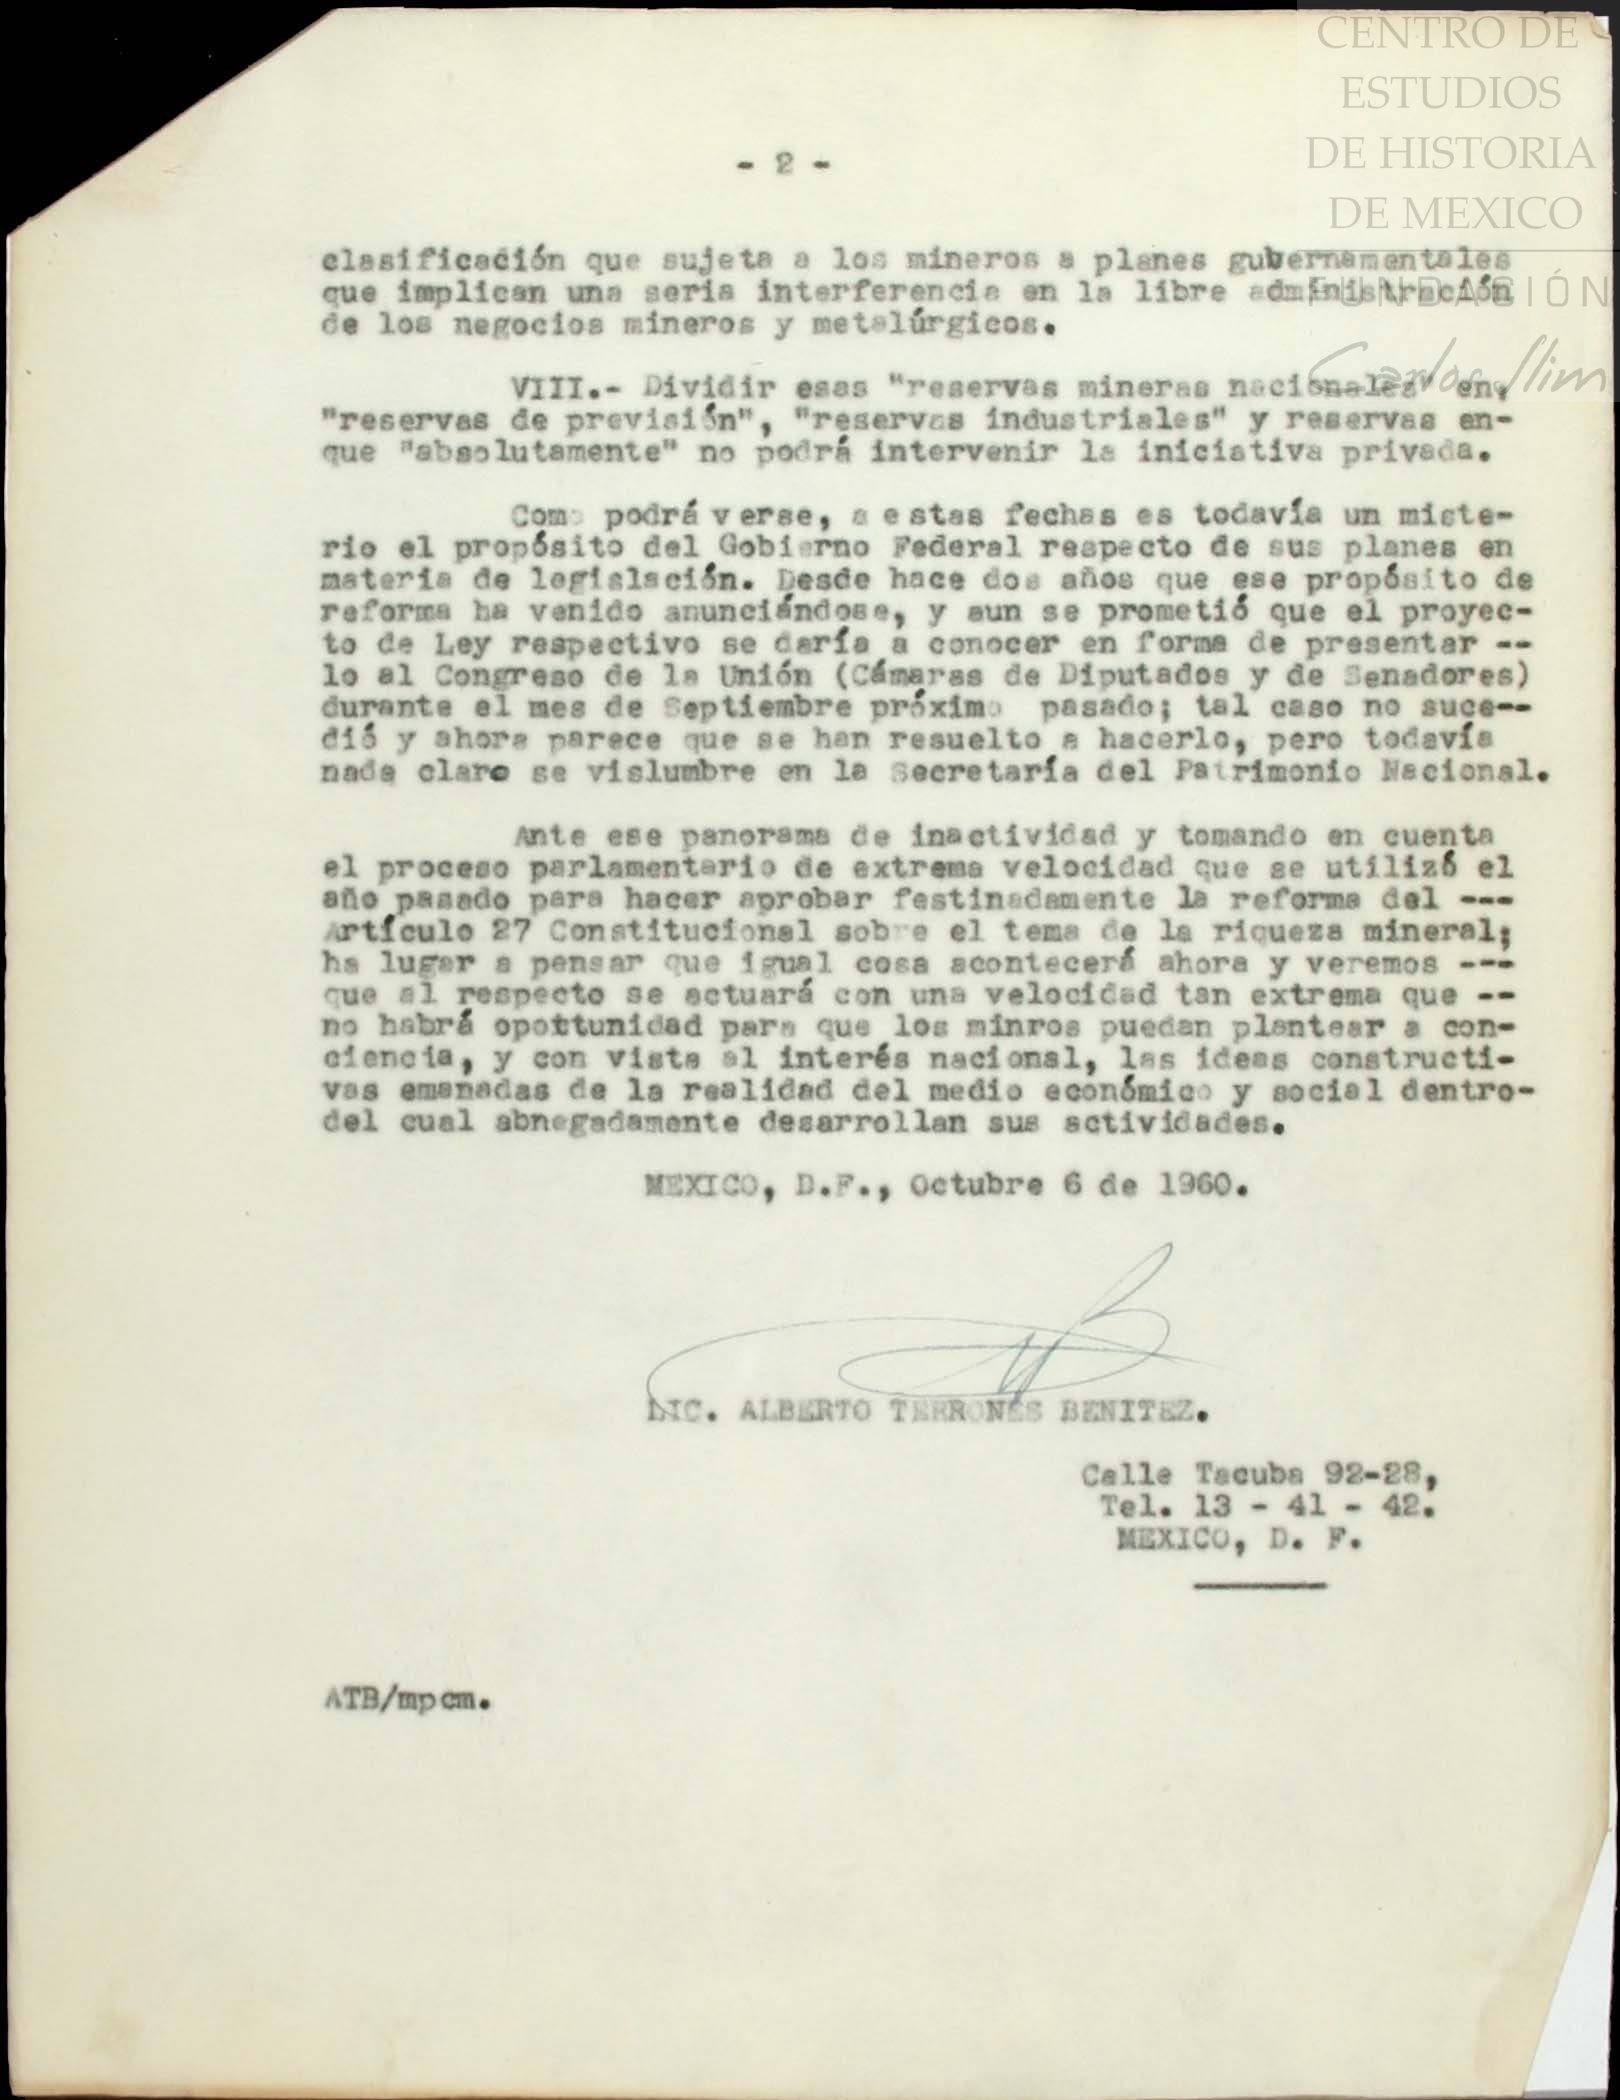 CENTRO DE
ESTUDIOS
DE HISTORIA
DE MEXICO
FUNDACIÓN
Carlos Slim
- 2 -
clasificación que sujeta a los mineros a planes gubernamentales
que implican una seria interferencia en la libre administración
de los negocios mineros y metalúrgicos.
VIII.- Dividir esas "reservas mineras nacionales" en,
"reservas de previsión", "reservas industriales" y reservas en-
que "absolutamente" no podrá intervenir la iniciativa privada.
Como podrá verse, a estas fechas es todavía un miste-
rio el propósito del Gobierno Federal respecto de sus planes en
materia de legislación. Desde hace dos años que ese propósito de
reforma ha venido anunciándose, y aun se prometió que el proyec-
to de Ley respectivo se daría a conocer en forma de presentar --
lo al Congreso de la Unión (Cámaras de Diputados y de Senadores)
durante el mes de Septiembre próximo pasado; tal caso no suce--
dió y ahora parece que se han resuelto a hacerlo, pero todavía
nada claro se vislumbre en la Secretaría del Patrimonio Nacional.
Ante ese panorama de inactividad y tomando en cuenta
el proceso parlamentario de extrema velocidad que se utilizó el
año pasado para hacer aprobar festinadamente la reforma del ---
Artículo 27 Constitucional sobre el tema de la riqueza mineral;
ha lugar a pensar que igual cosa acontecerá ahora y veremos ---
que al respecto se actuará con una velocidad tan extrema que --
no habrá opottunidad para que los minros puedan plantear a con-
ciencia, y con vista al interés nacional, las ideas constructi-
vas emanadas de la realidad del medio económico y social dentro-
del cual abnegadamente desarrollan sus actividades.
MEXICO, D.F., Octubre 6 de 1960.
LIC. ALBERTO TERRONES BENITEZ.
Calle Tacuba 92-28,
Tel. 13 - 41 - 42.
MEXICO, D. F.
ATB/mpcm.